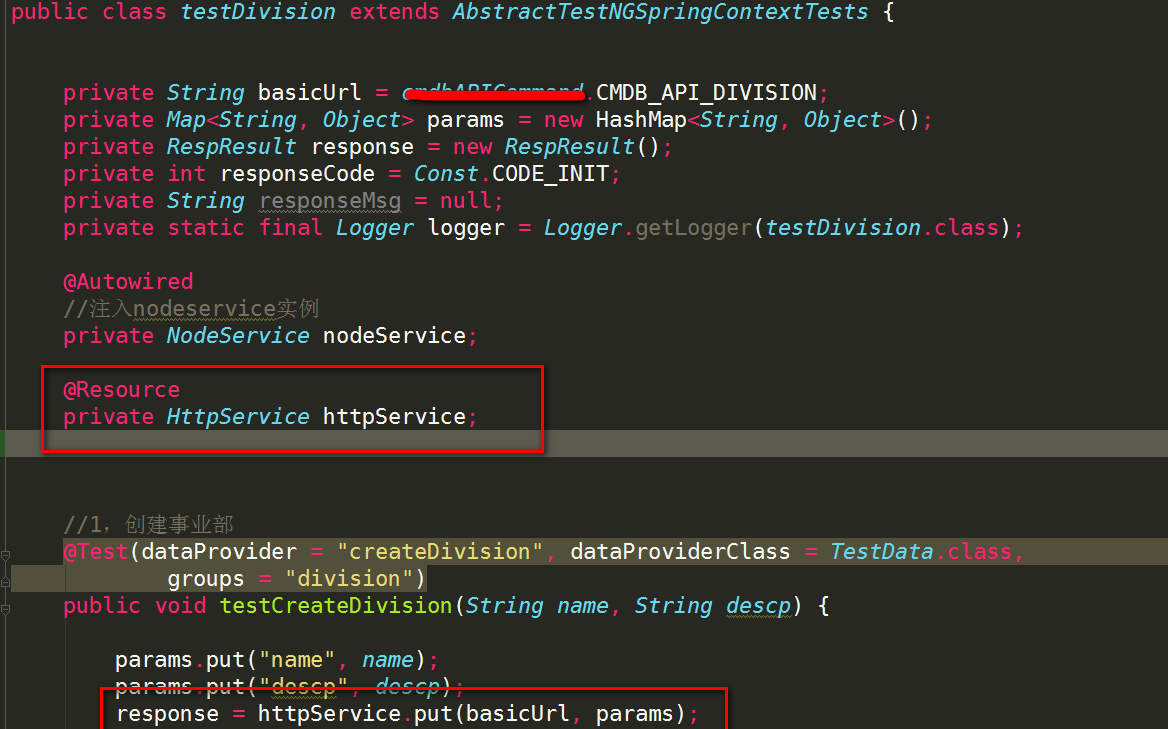 public class testDivision extends AbstractTestNGSpringContextTests {
private String basicUrl = .CMDB_API_DIVISION;
private Map<String, Object> params = new HashMap<String, Object>();
private RespResult response = new RespResult();
private int responseCode = Const.CODE_INIT;
private String responseMsg = null;
private static final Logger logger = Logger.getLogger(testDivision.class);
@Autowired
//注入nodeservice实例
private NodeService nodeService;
@Resource
private HttpService httpService;
//1，创建事业部
@Test(dataProvider = "createDivision", dataProviderClass = TestData.class,
groups = "division")
public void testCreateDivision(String name, String descp) {
params.put("name", name);
params.put("descp", descp);
response = httpService.put(basicUrl, params);